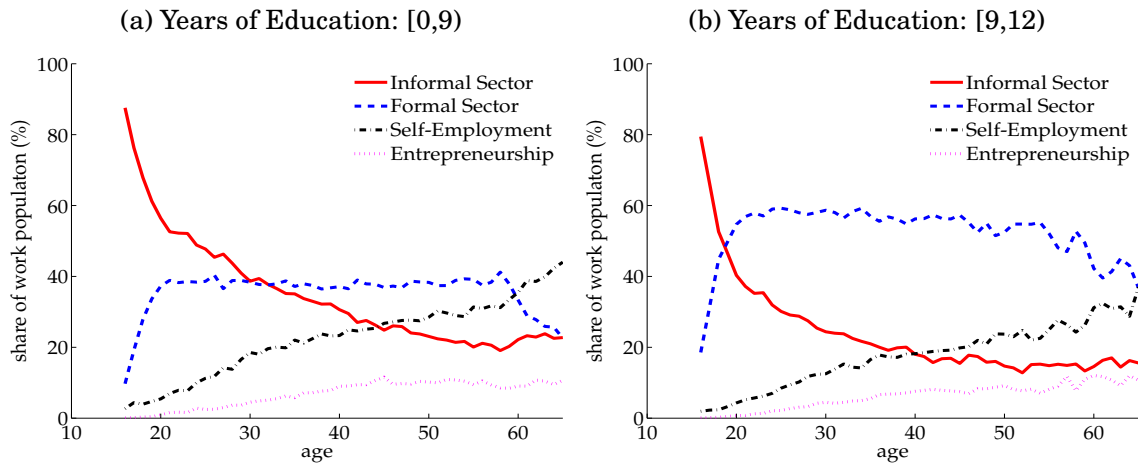 (a) Years of Education: [0,9)
100
80
60
40
20
0
10 20 30 40 50 60
share of work populaton (%)
age
Informal Sector
Formal Sector
Self-Employment
Entrepreneurship
(b) Years of Education: [9,12)
100
80
60
40
20
0
10 20 30 40 50 60
share of work populaton (%)
age
Informal Sector
Formal Sector
Self-Employment
Entrepreneurship